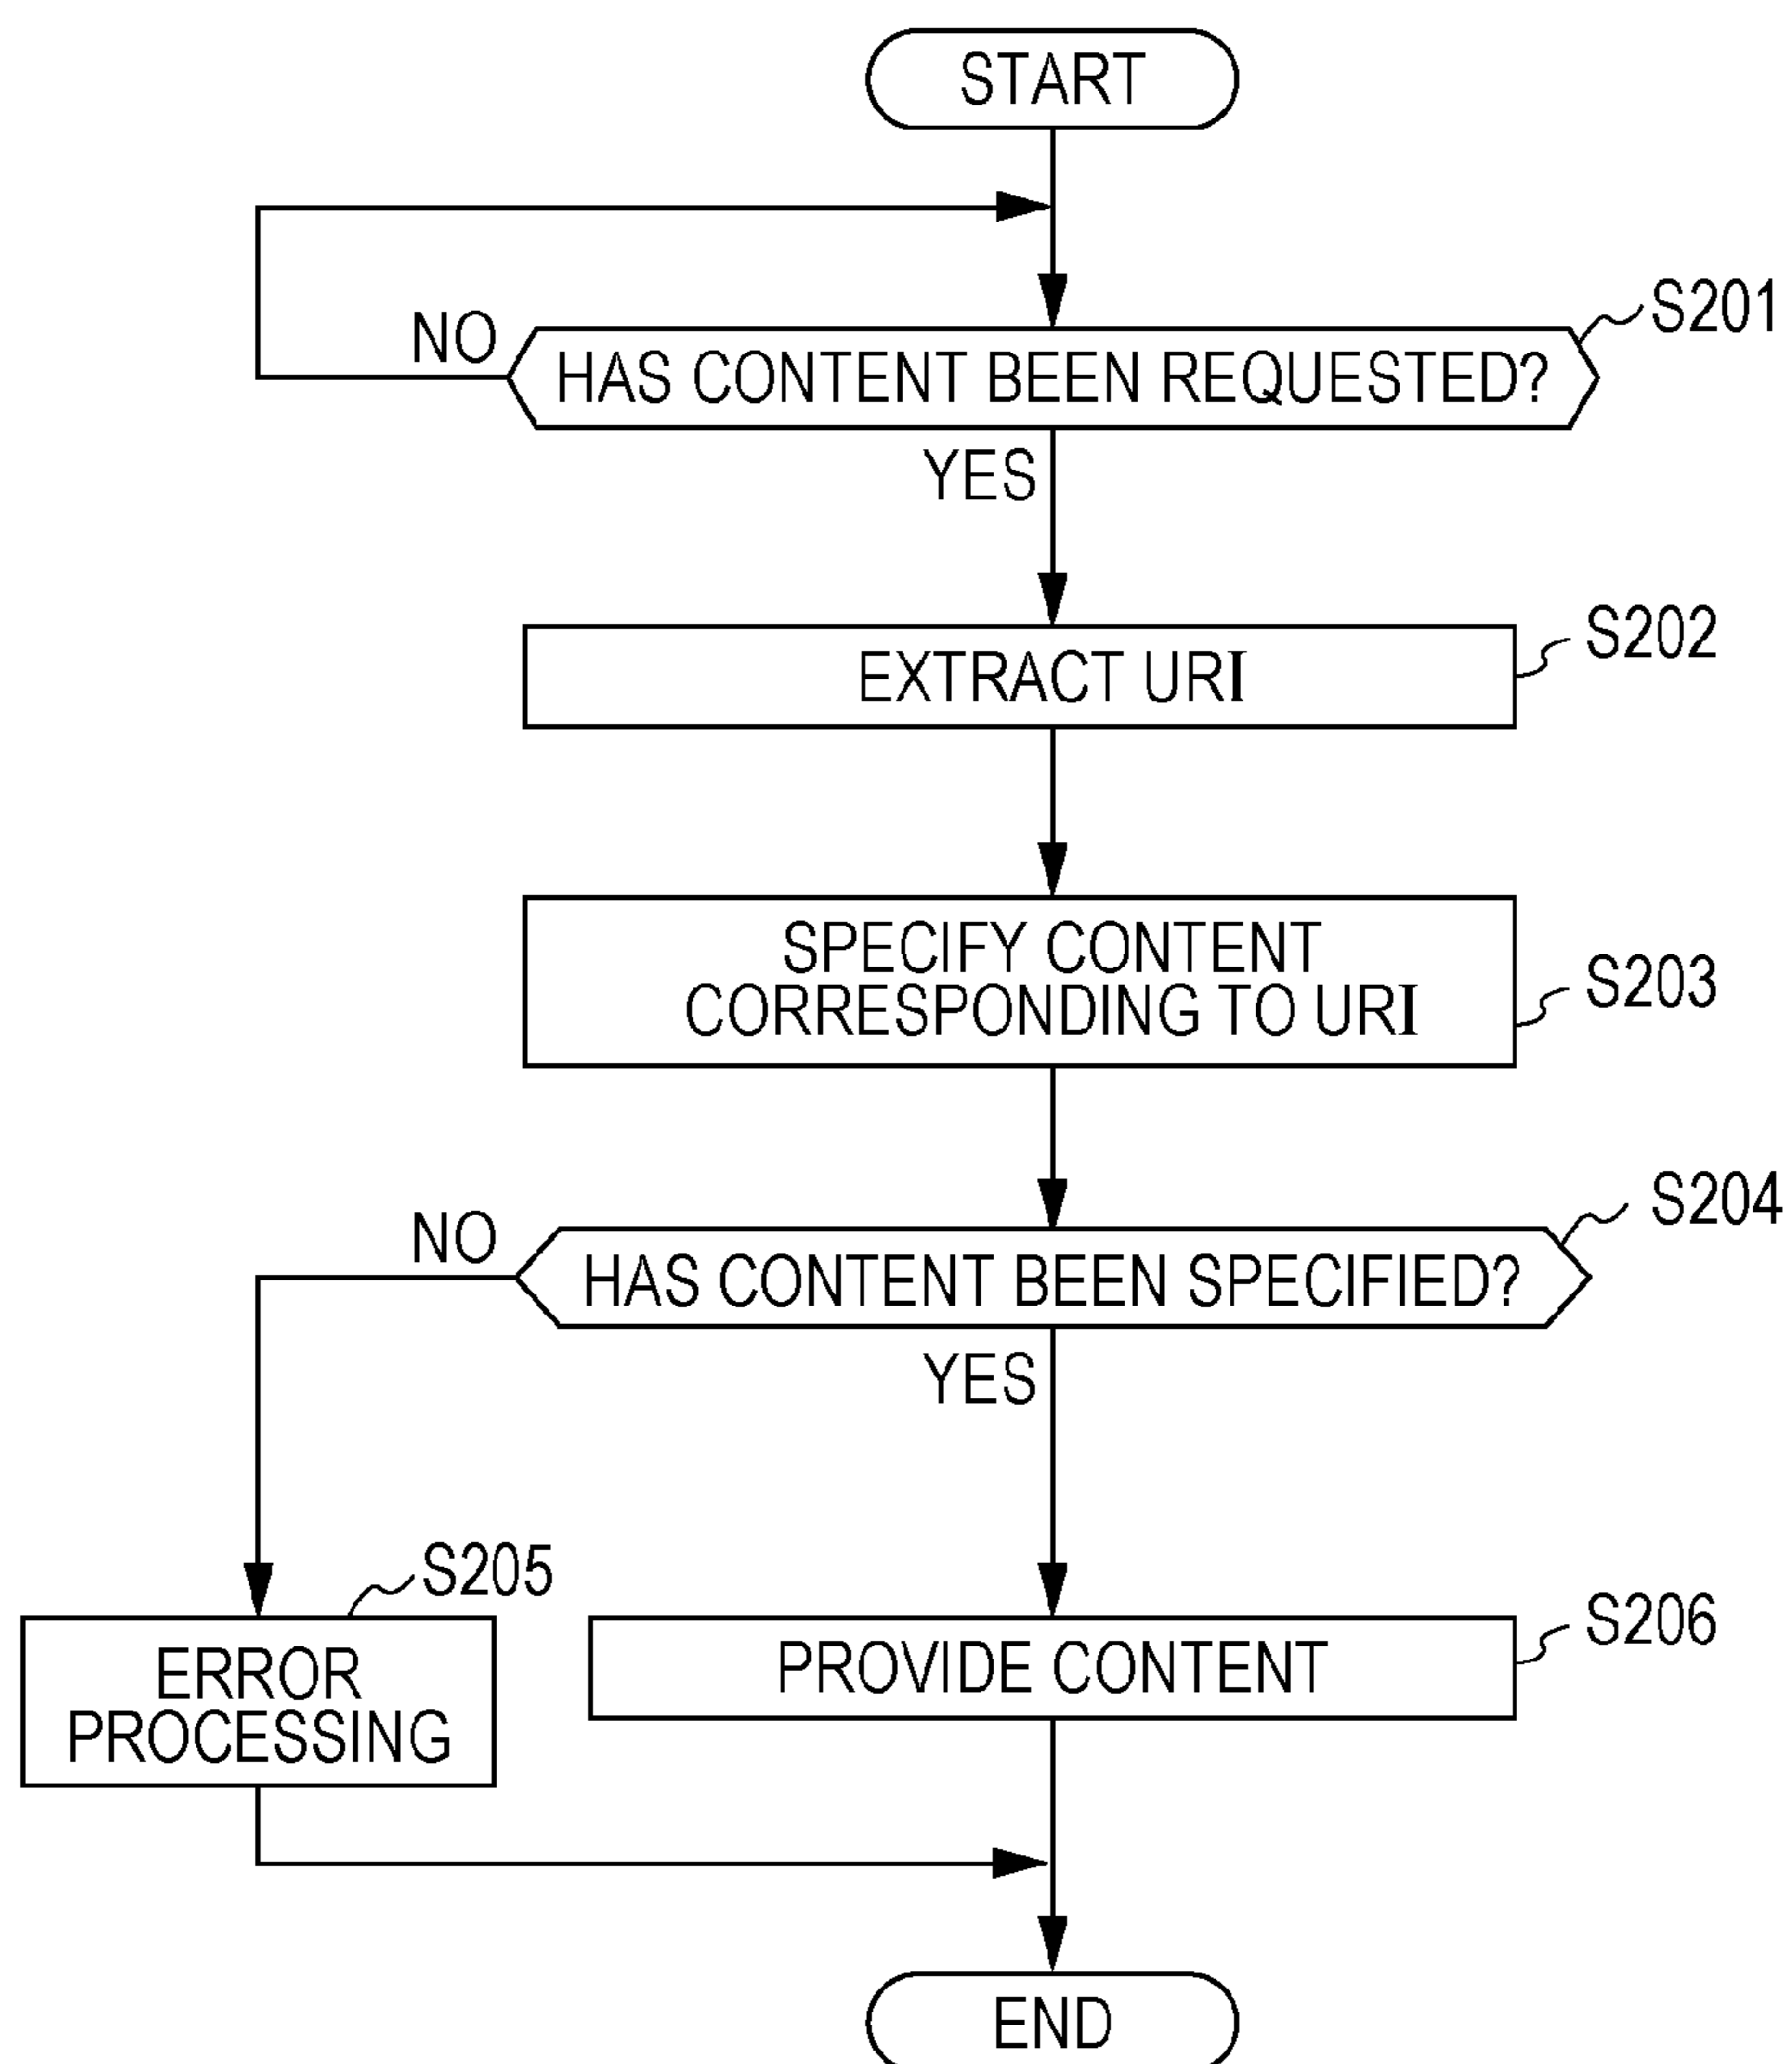 START
NO
S201
HAS CONTENT BEEN REQUESTED?
YES
S202
EXTRACT URI
SPECIFY CONTENT
CORRESPONDING TO URI
S203
S204
NO
HAS CONTENT BEEN SPECIFIED?
YES
S205
ERROR
PROCESSING
S206
PROVIDE CONTENT
END